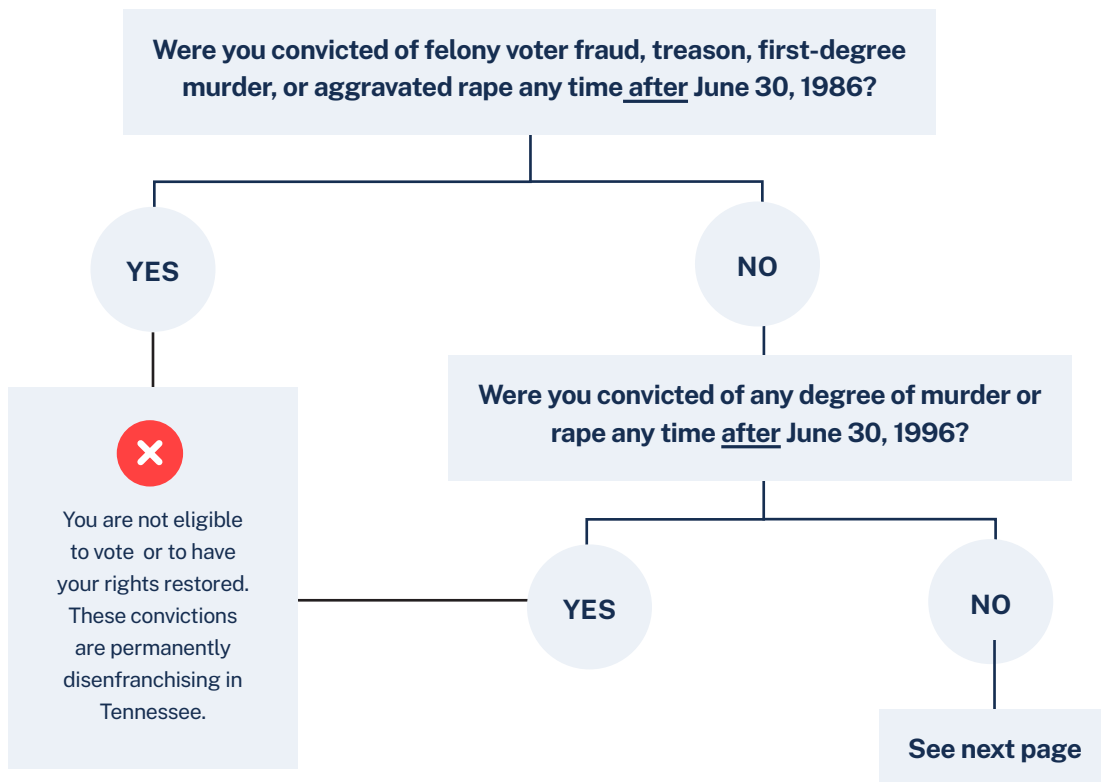 Were you convicted of felony voter fraud, treason, first-degree
murder, or aggravated rape any time after June 30, 1986?
YES
NO
Were you convicted of any degree of murder or
rape any time after June 30, 1996?
You are not eligible
to vote or to have
your rights restored.
These convictions
are permanently
disenfranchising in
Tennessee.
YES
NO
See next page